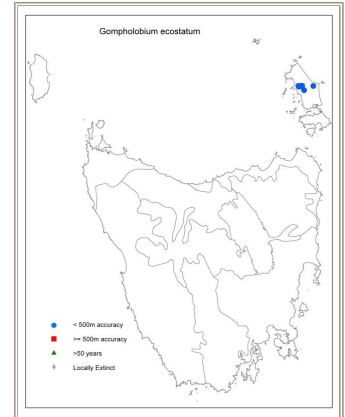 Gompholobium ecostatum
< 500m accuracy
>= 500m accuracy
>50 years
Locally Extinct